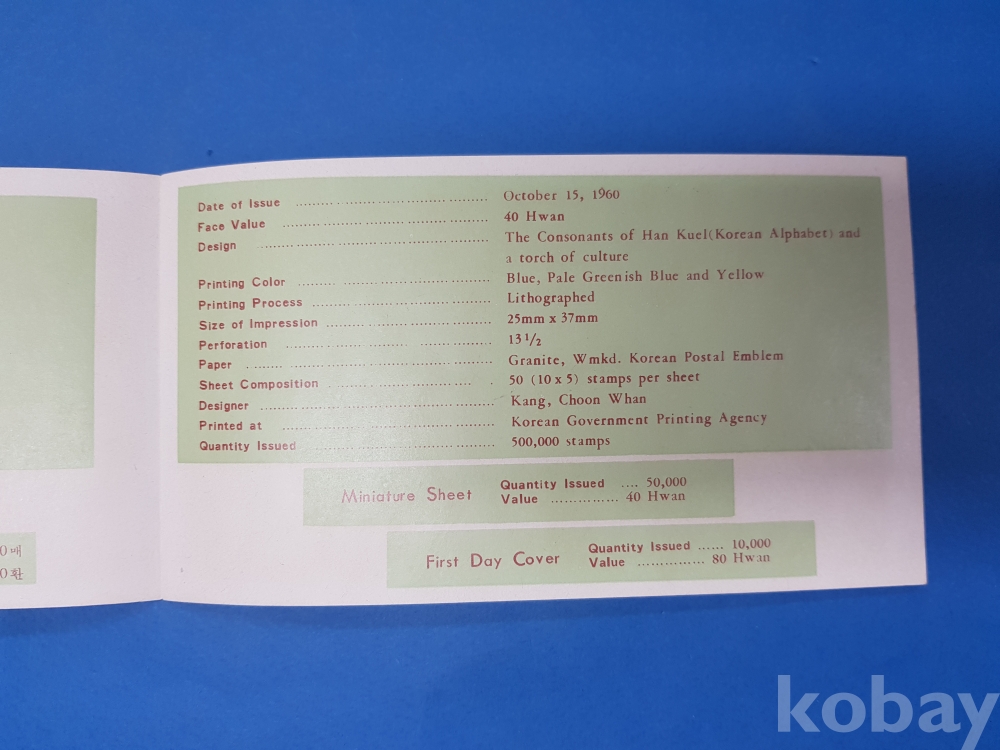 Date of Issue ........................ October 15, 1960
Face Value ........................ 40 Hwan
Design ........................ The Consonants of Han Kuel(Korean Alphabet) and
a torch of culture
Printing Color ........................ Blue, Pale Greenish Blue and Yellow
Printing Process ........................ Lithographed
Size of Impression ........................ 25mm x 37mm
Perforation ........................ 13 1/2
Paper ........................ Granite, Wmkd. Korean Postal Emblem
Sheet Composition ........................ 50 (10 x 5) stamps per sheet
Designer ........................ Kang, Choon Whan
Printed at ........................ Korean Government Printing Agency
Quantity Issued ........................ 500,000 stamps
Miniature Sheet
Quantity Issued .... 50,000
Value ............... 40 Hwan
First Day Cover
Quantity Issued ...... 10,000
Value ............... 80 Hwan
0매
0환
kobay